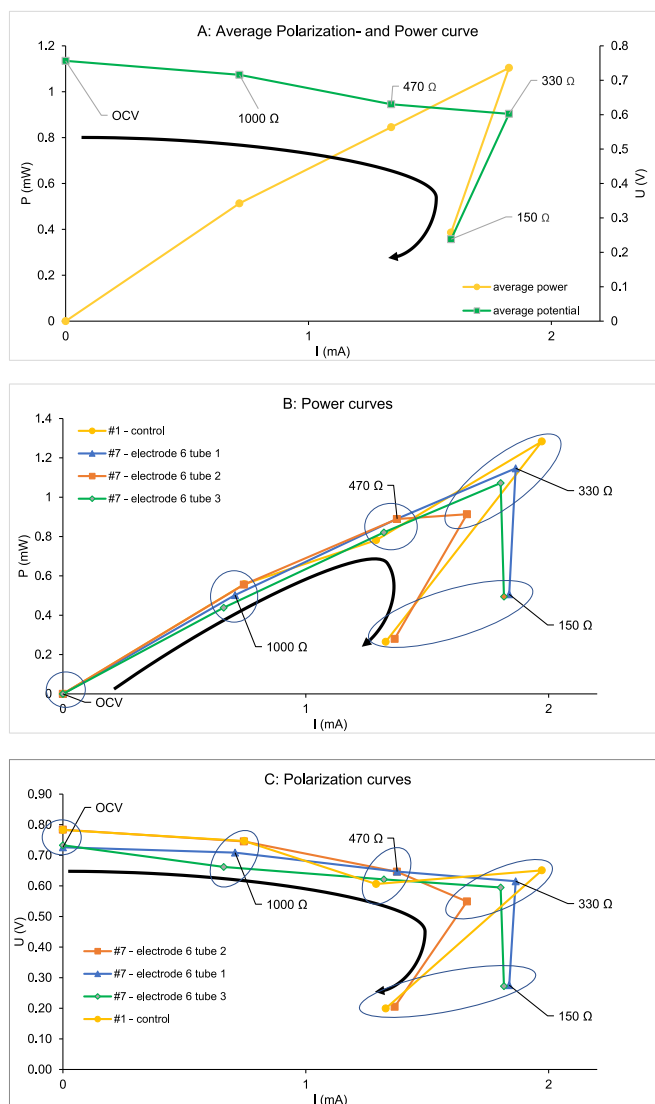 A: Average Polarization- and Power curve
1.2
1
0.8
0.6
0.4
0.2
0
P (mW)
0.8
0.7
0.6
0.5
0.4
0.3
0.2
0.1
0
U (V)
OCV
1000 Ω
470 Ω
330 Ω
150 Ω
average power
average potential
0
1
2
I (mA)
B: Power curves
1.4
1.2
1
0.8
0.6
0.4
0.2
0
P (mW)
#1 - control
#7 - electrode 6 tube 1
#7 - electrode 6 tube 2
#7 - electrode 6 tube 3
470 Ω
330 Ω
1000 Ω
150 Ω
OCV
0
1
2
I (mA)
C: Polarization curves
0.90
0.80
0.70
0.60
0.50
0.40
0.30
0.20
0.10
0.00
U (V)
OCV
470 Ω
1000 Ω
330 Ω
150 Ω
#7 - electrode 6 tube 2
#7 - electrode 6 tube 1
#7 - electrode 6 tube 3
#1 - control
0
1
2
I (mA)